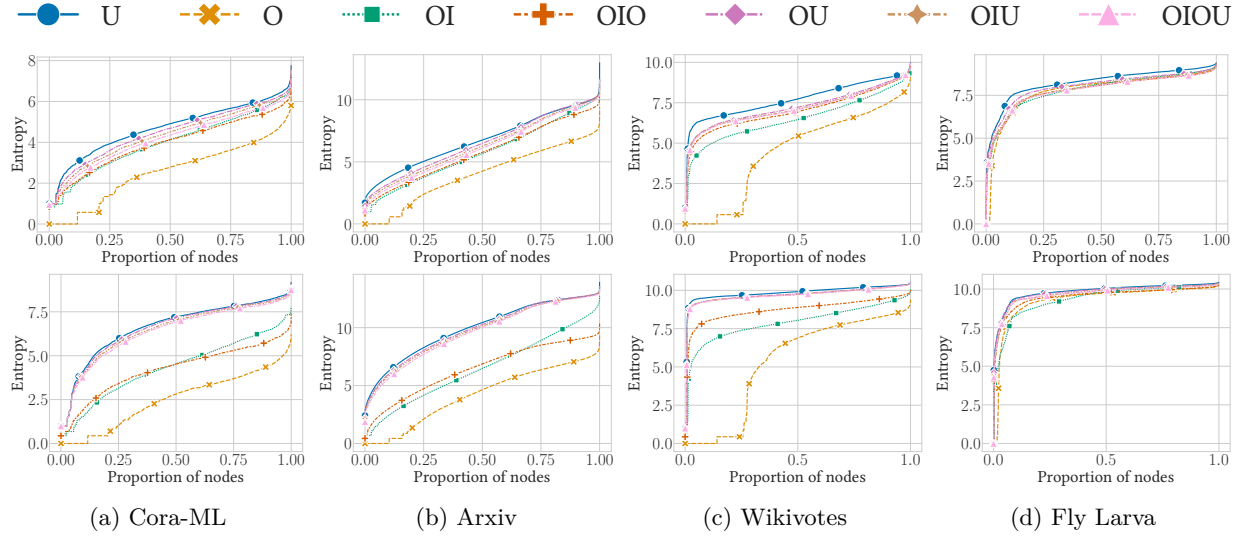 U O OI OIO OU OIU OIOU
8
6
4
2
0
Entropy
0.00 0.25 0.50 0.75 1.00
Proportion of nodes
10
5
0
Entropy
0.00 0.25 0.50 0.75 1.00
Proportion of nodes
10.0
7.5
5.0
2.5
0.0
Entropy
0.0 0.5 1.0
Proportion of nodes
7.5
5.0
2.5
0.0
Entropy
0.00 0.25 0.50 0.75 1.00
Proportion of nodes
7.5
5.0
2.5
0.0
Entropy
0.00 0.25 0.50 0.75 1.00
Proportion of nodes
10
5
0
Entropy
0.00 0.25 0.50 0.75 1.00
Proportion of nodes
10.0
7.5
5.0
2.5
0.0
Entropy
0.0 0.5 1.0
Proportion of nodes
10.0
7.5
5.0
2.5
0.0
Entropy
0.0 0.5 1.0
Proportion of nodes
(a) Cora-ML
(b) Arxiv
(c) Wikivotes
(d) Fly Larva